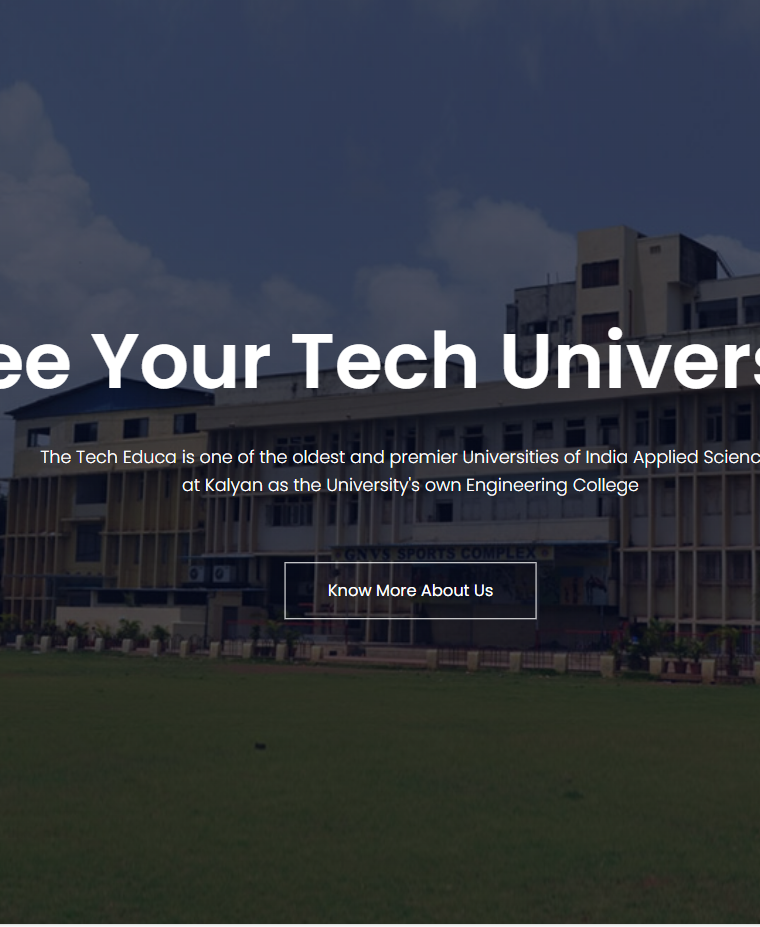 ee Your Tech Univers
The Tech Educa is one of the oldest and premier Universities of India Applied Scienc
at Kalyan as the University's own Engineering College
GNVS SPORTS COMPLEX
Know More About Us